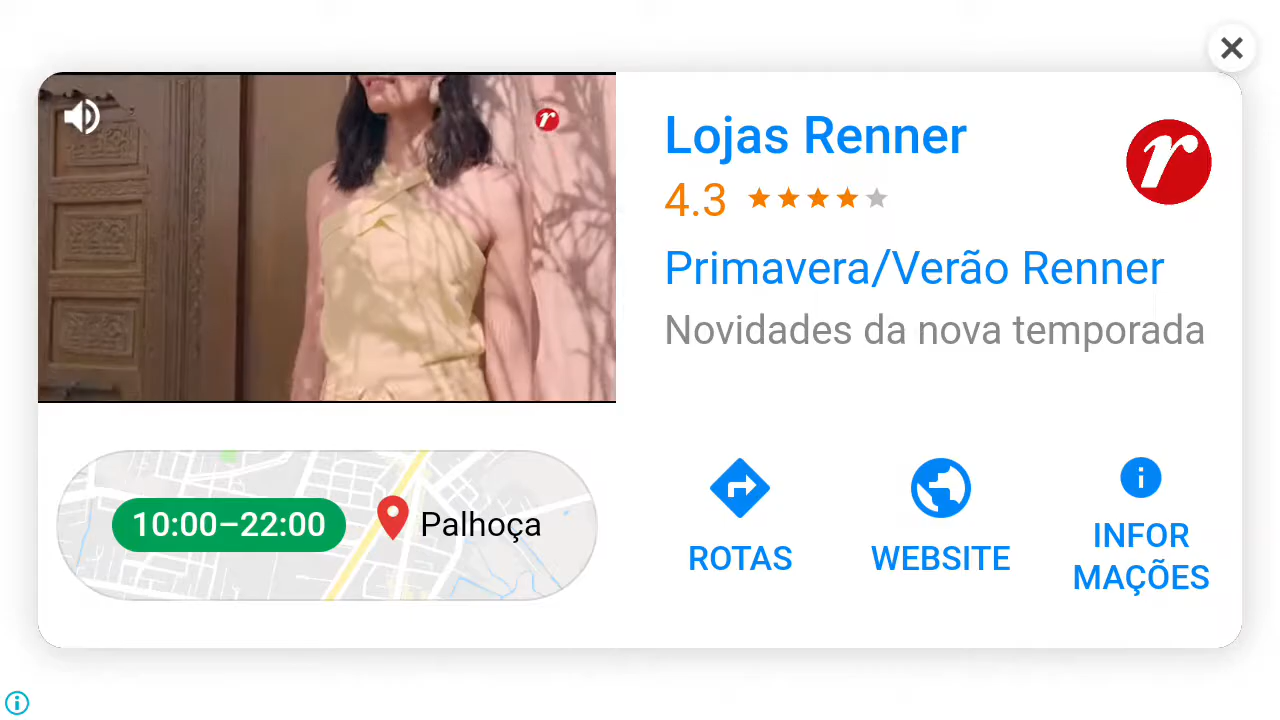 Lojas Renner
4.3
Primavera/Verão Renner
Novidades da nova temporada
10:00–22:00
Palhoça
ROTAS
WEBSITE
INFOR
MAÇÕES
r
r